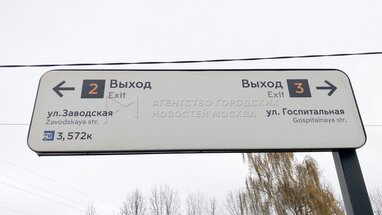 ← 2 Выход
Exit
ул.Заводская
Zavodskaya str.
3, 572к
Выход 3 →
Exit
ул. Госпитальная
Gospitalnaya str.
АГЕНТСТВО ГОРОДСКИХ
НОВОСТЕЙ МОСКВА